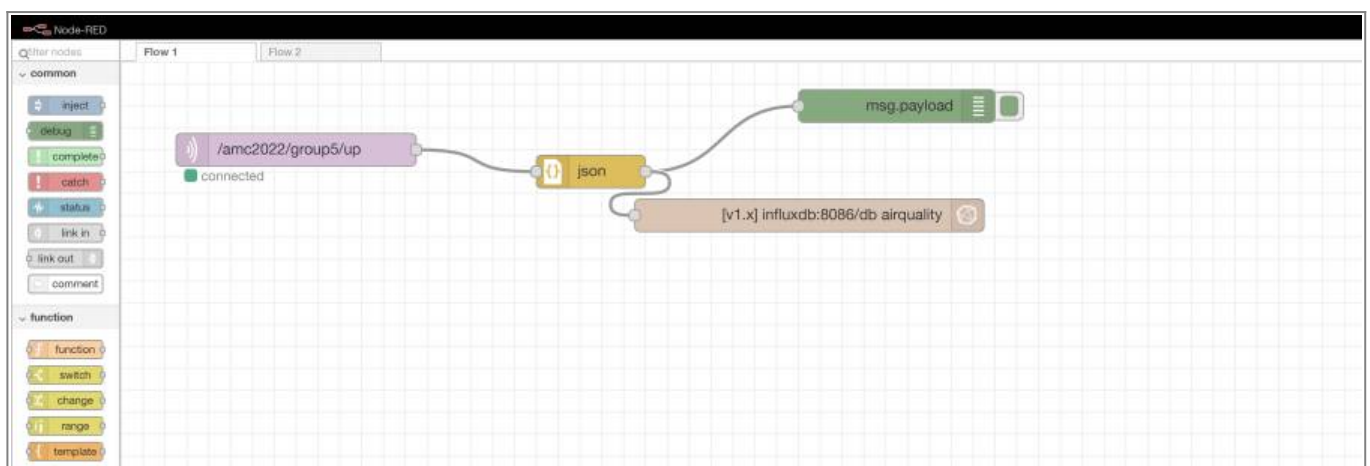 Node-RED
filter nodes
Flow 1
Flow 2
common
inject
debug
complete
catch
status
link in
link out
comment
function
function
switch
change
range
template
/amc2022/group5/up
connected
json
msg.payload
[v1.x] influxdb:8086/db airquality